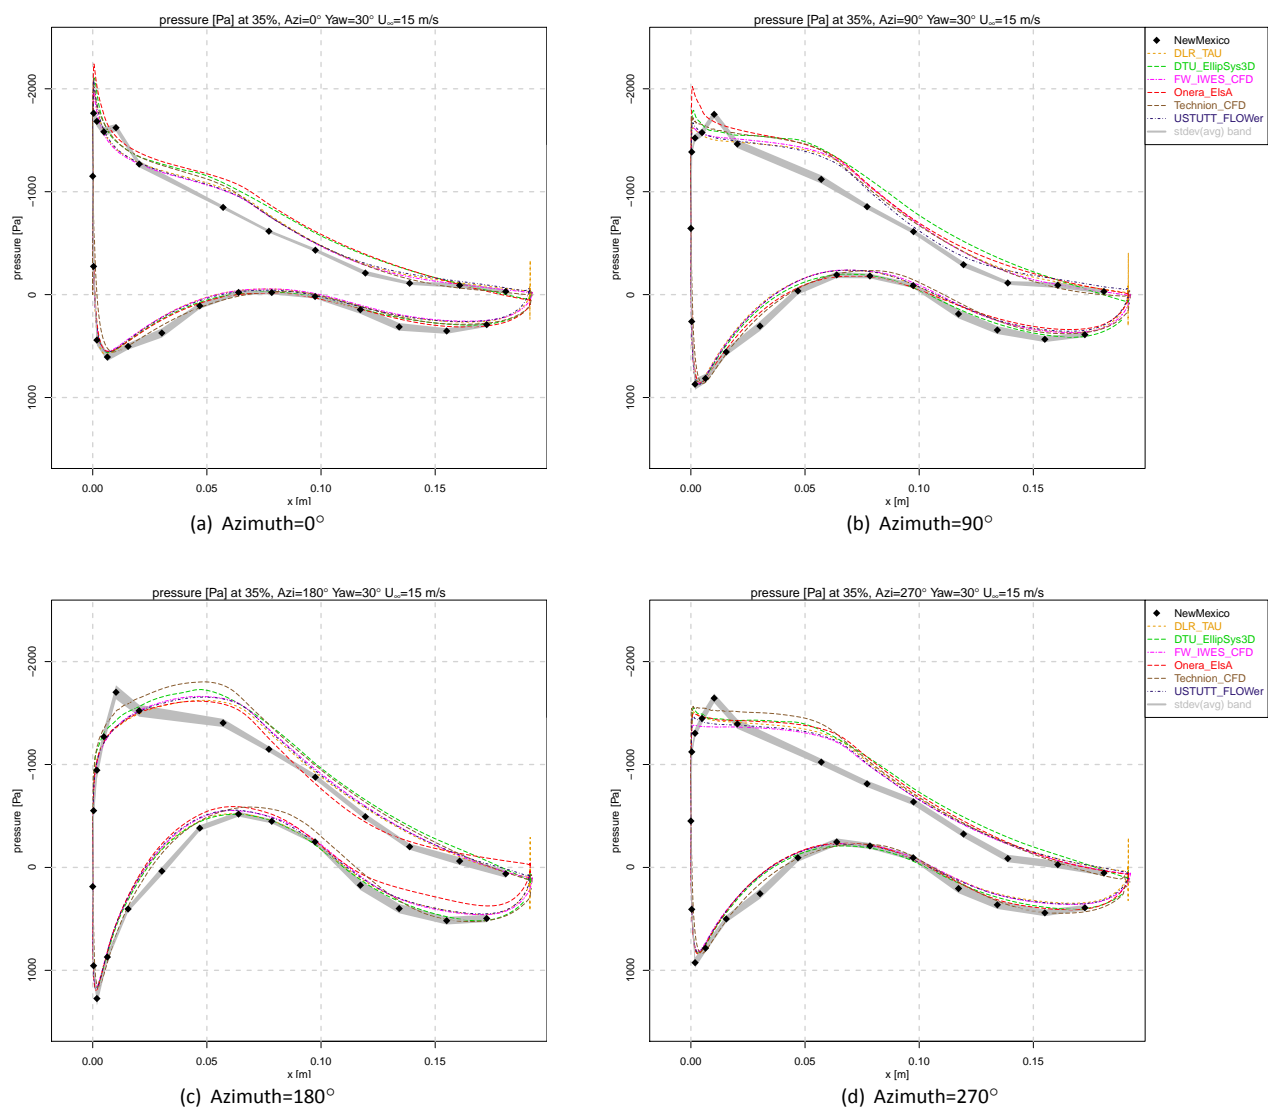 pressure [Pa] at 35%, Azi=0° Yaw=30° U∞=15 m/s
pressure [Pa]
-2000
-1000
0
1000
0.00
0.05
0.10
0.15
x [m]
(a) Azimuth=0°
pressure [Pa] at 35%, Azi=90° Yaw=30° U∞=15 m/s
pressure [Pa]
-2000
-1000
0
1000
0.00
0.05
0.10
0.15
x [m]
(b) Azimuth=90°
NewMexico
DLR_TAU
DTU_EllipSys3D
FW_IWES_CFD
Onera_ElsA
Technion_CFD
USTUTT_FLOWer
stdev(avg) band
pressure [Pa] at 35%, Azi=180° Yaw=30° U∞=15 m/s
pressure [Pa]
-2000
-1000
0
1000
0.00
0.05
0.10
0.15
x [m]
(c) Azimuth=180°
pressure [Pa] at 35%, Azi=270° Yaw=30° U∞=15 m/s
pressure [Pa]
-2000
-1000
0
1000
0.00
0.05
0.10
0.15
x [m]
(d) Azimuth=270°
NewMexico
DLR_TAU
DTU_EllipSys3D
FW_IWES_CFD
Onera_ElsA
Technion_CFD
USTUTT_FLOWer
stdev(avg) band